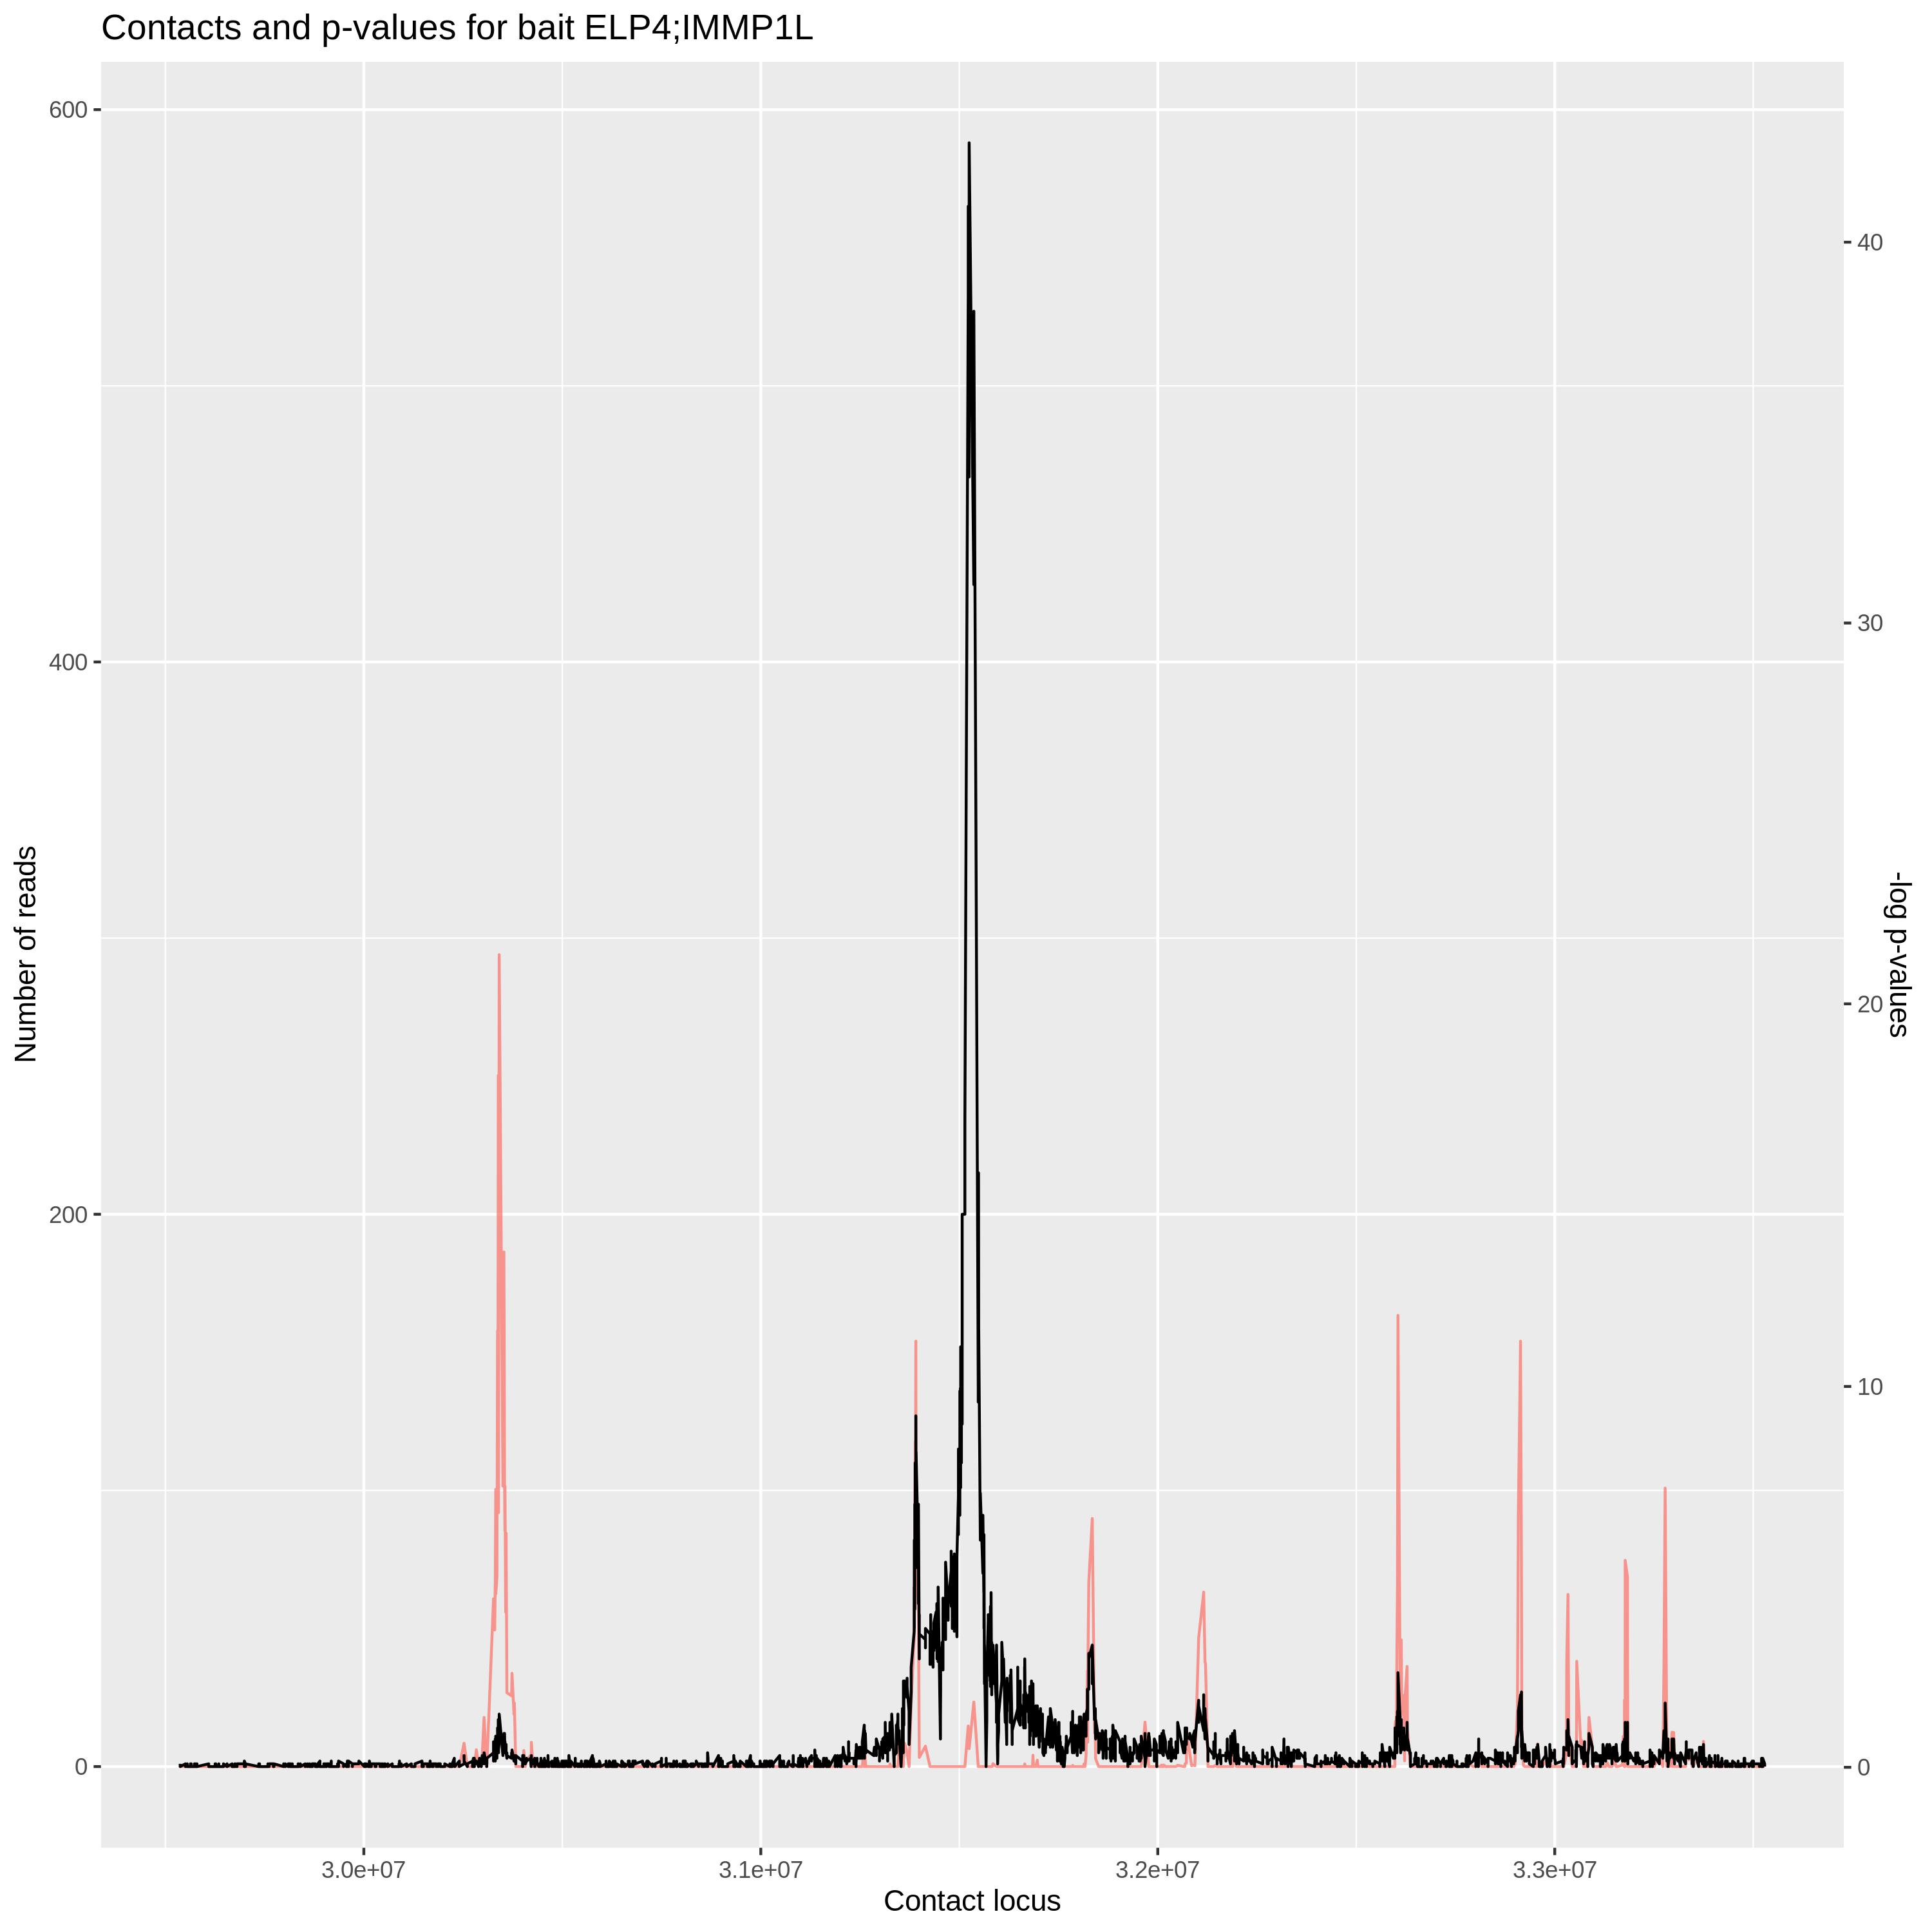 Contacts and p-values for bait ELP4;IMMP1L
600
400
200
0
Number of reads
40
30
20
10
0
-log p-values
3.0e+07
3.1e+07
3.2e+07
3.3e+07
Contact locus